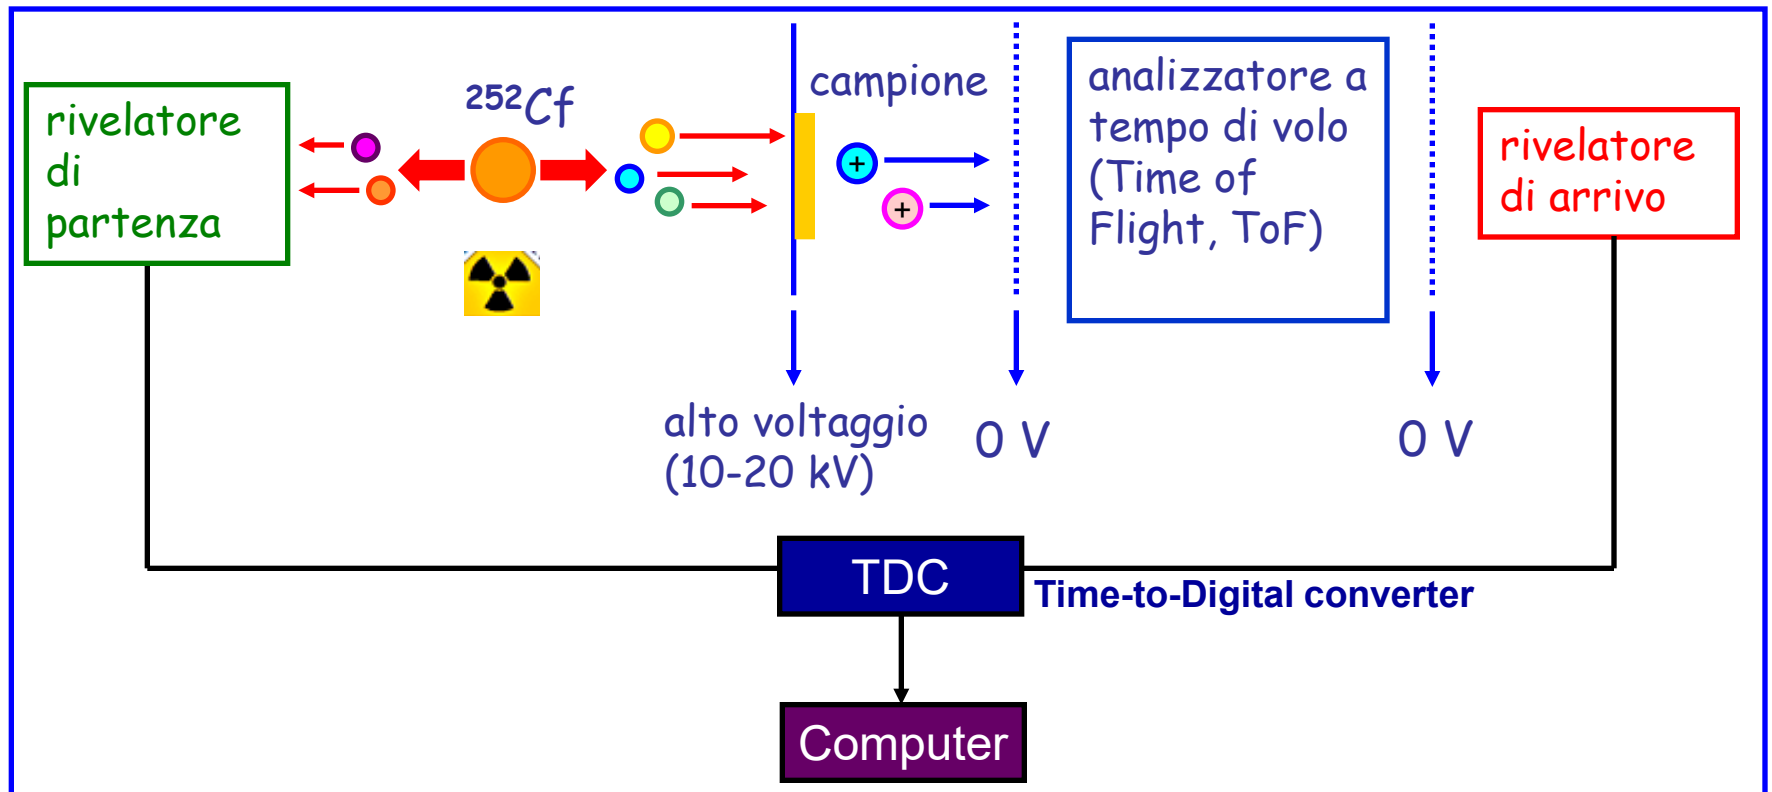 rivelatore
di
partenza
²⁵²Cf
campione
+
+
analizzatore a
tempo di volo
(Time of
Flight, ToF)
rivelatore
di arrivo
alto voltaggio
(10-20 kV)
0 V
0 V
TDC
Time-to-Digital converter
Computer